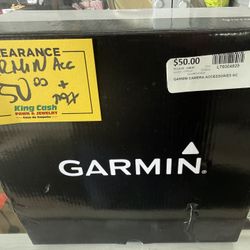 EARANCE
RMIN Acc
50 00 + tax
King Cash
PAWN & JEWELRY
$50.00
GARMIN CAMERA ACCESSORIES AC
GARMIN